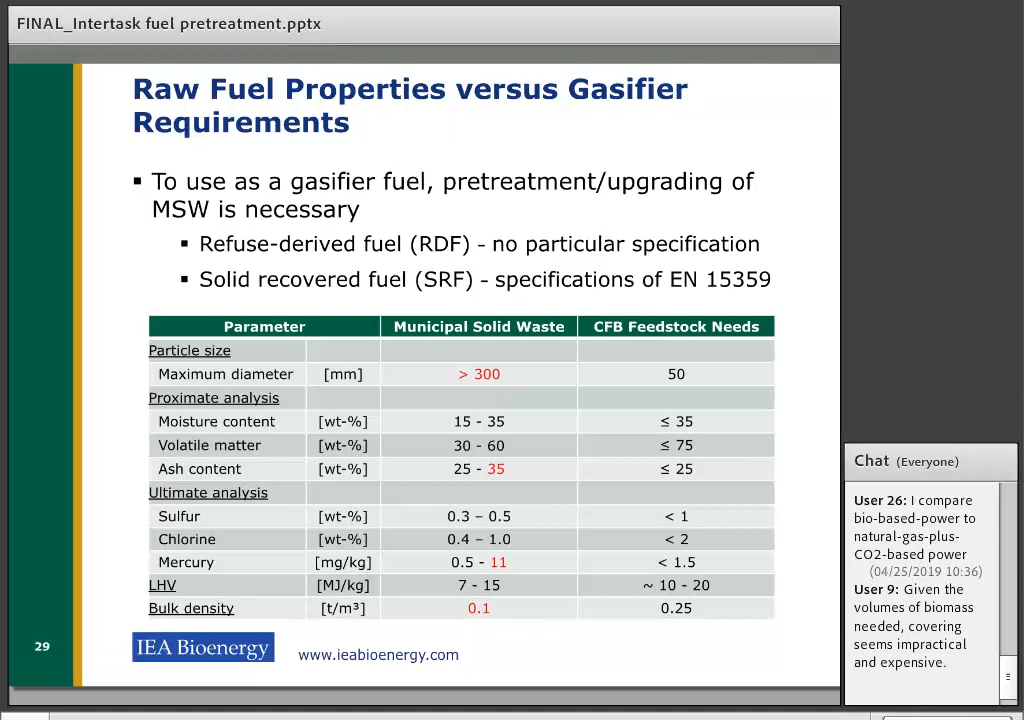 FINAL_Intertask fuel pretreatment.pptx
Raw Fuel Properties versus Gasifier
Requirements
▪ To use as a gasifier fuel, pretreatment/upgrading of
MSW is necessary
▪ Refuse-derived fuel (RDF) - no particular specification
▪ Solid recovered fuel (SRF) - specifications of EN 15359
Parameter Municipal Solid Waste CFB Feedstock Needs
Particle size
Maximum diameter [mm] > 300 50
Proximate analysis
Moisture content [wt-%] 15 - 35 ≤ 35
Volatile matter [wt-%] 30 - 60 ≤ 75
Ash content [wt-%] 25 - 35 ≤ 25
Ultimate analysis
Sulfur [wt-%] 0.3 – 0.5 < 1
Chlorine [wt-%] 0.4 – 1.0 < 2
Mercury [mg/kg] 0.5 - 11 < 1.5
LHV [MJ/kg] 7 - 15 ~ 10 - 20
Bulk density [t/m³] 0.1 0.25
29
IEA Bioenergy
www.ieabioenergy.com
Chat (Everyone)
User 26: I compare
bio-based-power to
natural-gas-plus-
CO2-based power
(04/25/2019 10:36)
User 9: Given the
volumes of biomass
needed, covering
seems impractical
and expensive.